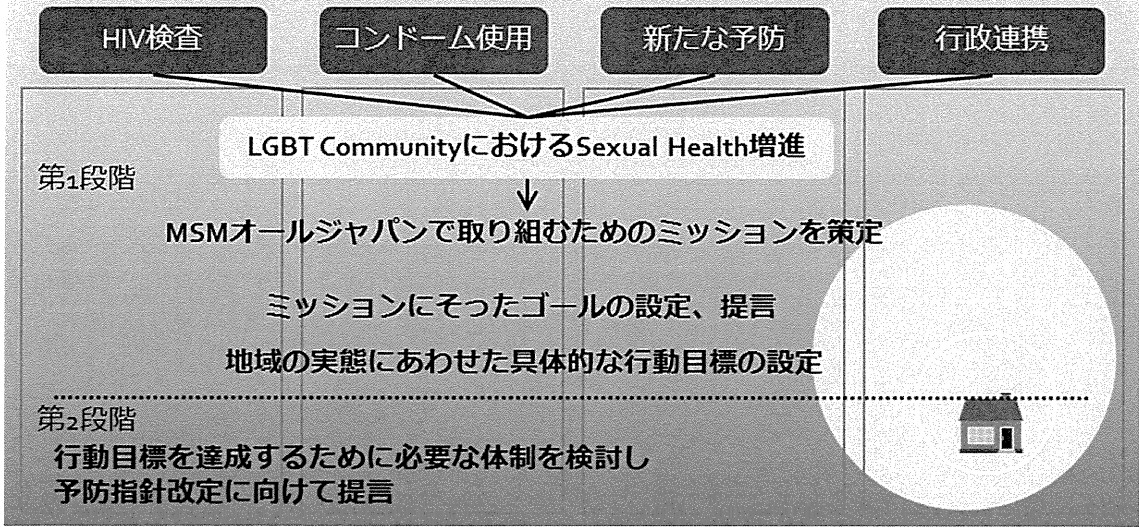 HIV検査
コンドーム使用
新たな予防
行政連携
LGBT CommunityにおけるSexual Health増進
第1段階
MSMオールジャパンで取り組むためのミッションを策定
ミッションにそったゴールの設定、提言
地域の実態にあわせた具体的な行動目標の設定
第2段階
行動目標を達成するために必要な体制を検討し
予防指針改定に向けて提言